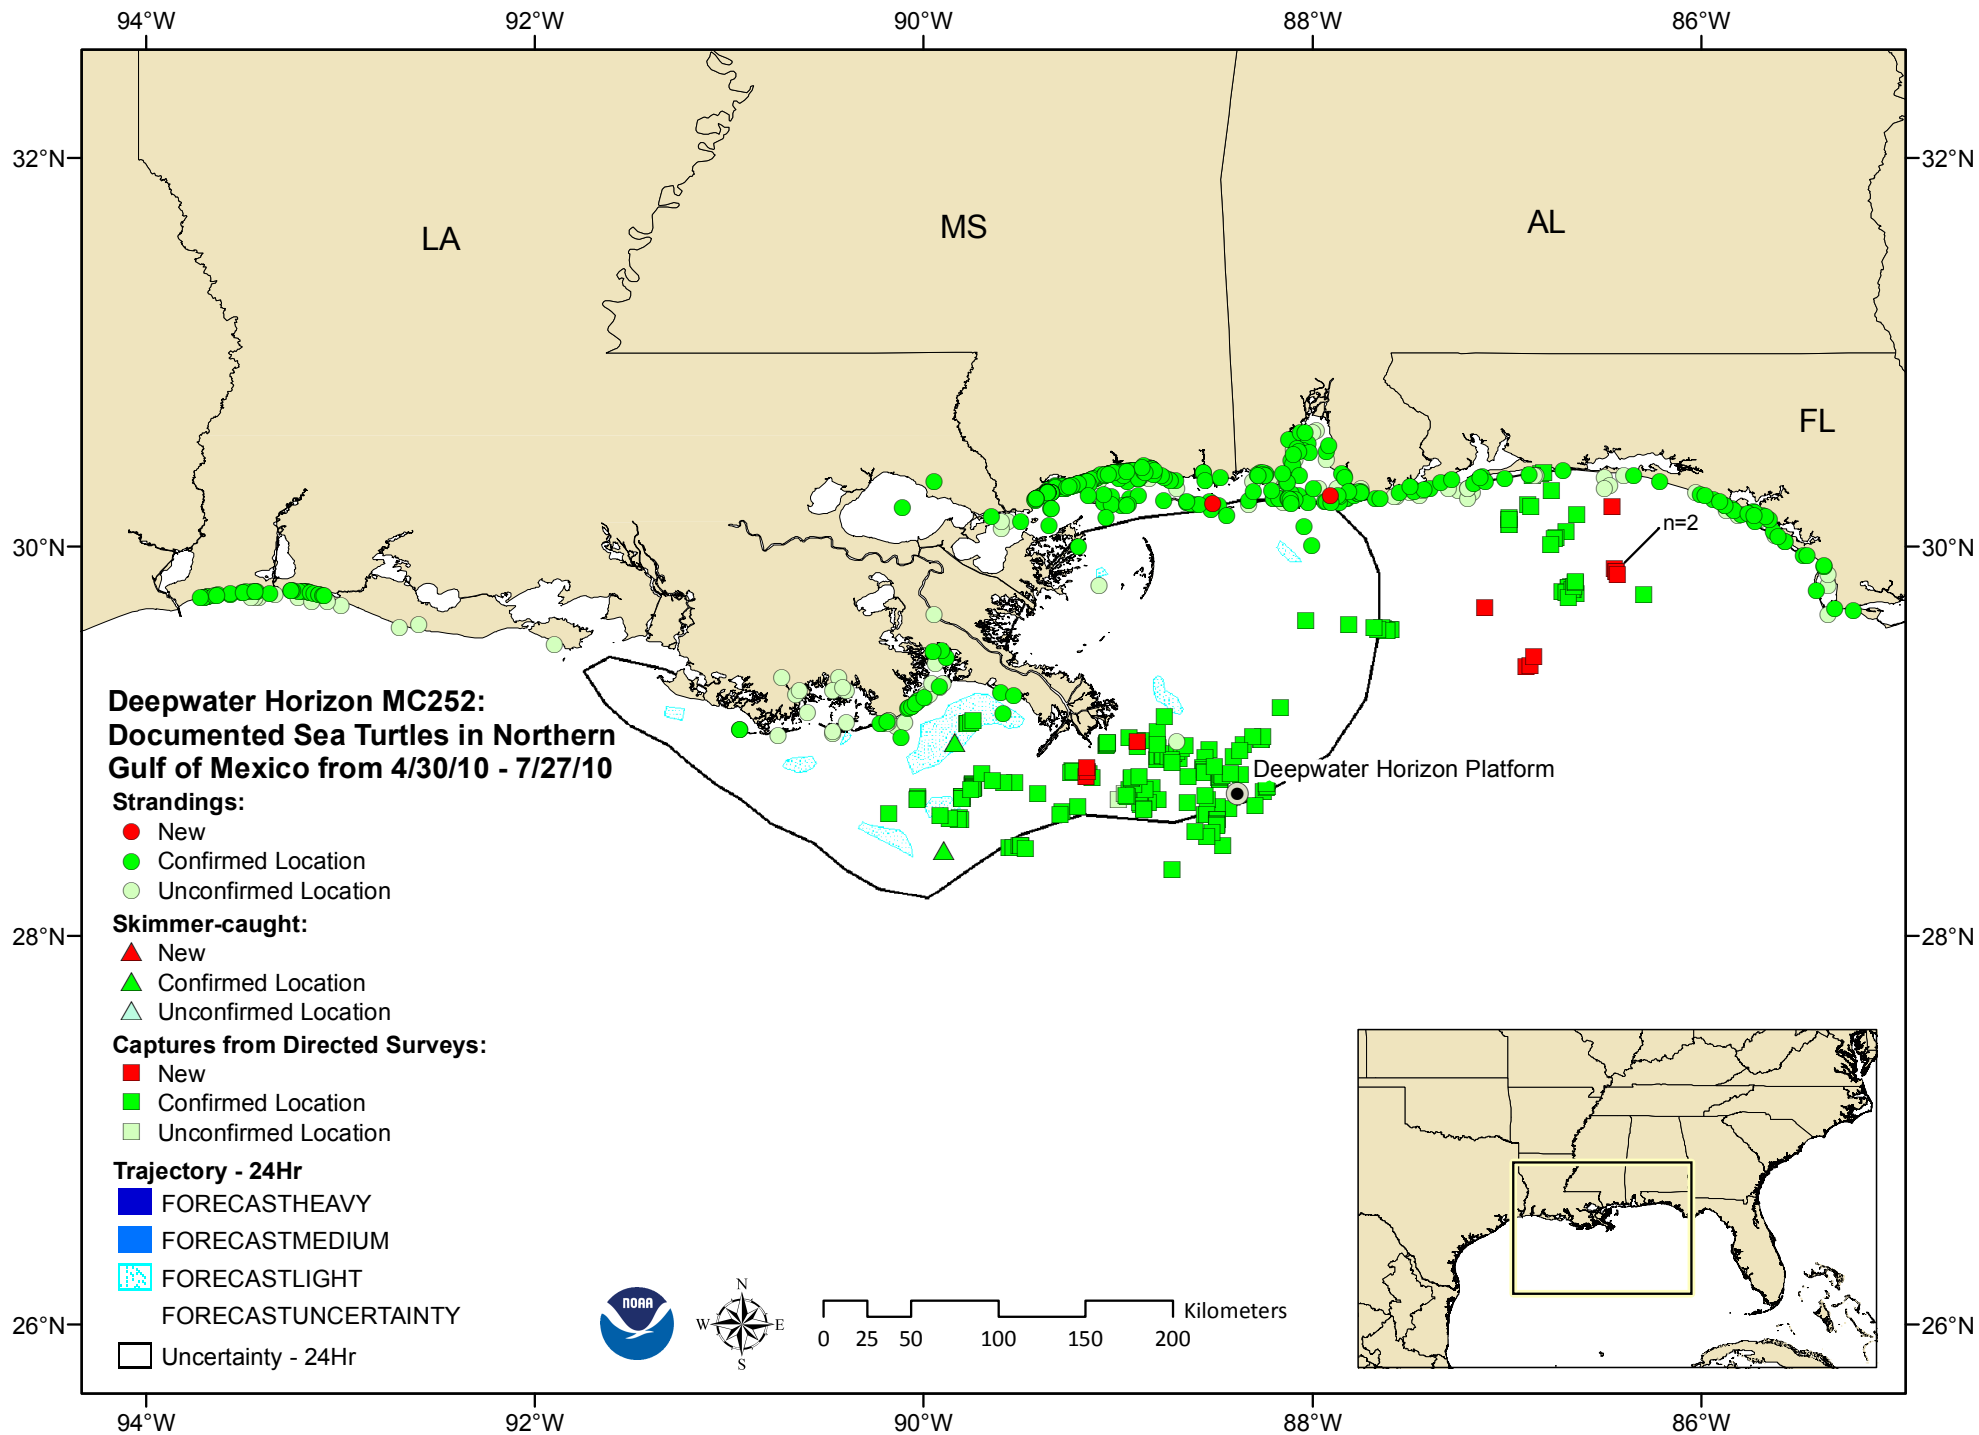 94°W 92°W 90°W 88°W 86°W
32°N 32°N
LA MS AL
FL
n=2
30°N 30°N
Deepwater Horizon MC252:
Documented Sea Turtles in Northern
Gulf of Mexico from 4/30/10 - 7/27/10
Deepwater Horizon Platform
Strandings:
New
Confirmed Location
Unconfirmed Location
Skimmer-caught:
28°N 28°N
New
Confirmed Location
Unconfirmed Location
Captures from Directed Surveys:
New
Confirmed Location
Unconfirmed Location
Trajectory - 24Hr
FORECASTHEAVY
FORECASTMEDIUM
FORECASTLIGHT
FORECASTUNCERTAINTY
Uncertainty - 24Hr
NOAA
N
W E
S
Kilometers
0 25 50 100 150 200
26°N 26°N
94°W 92°W 90°W 88°W 86°W